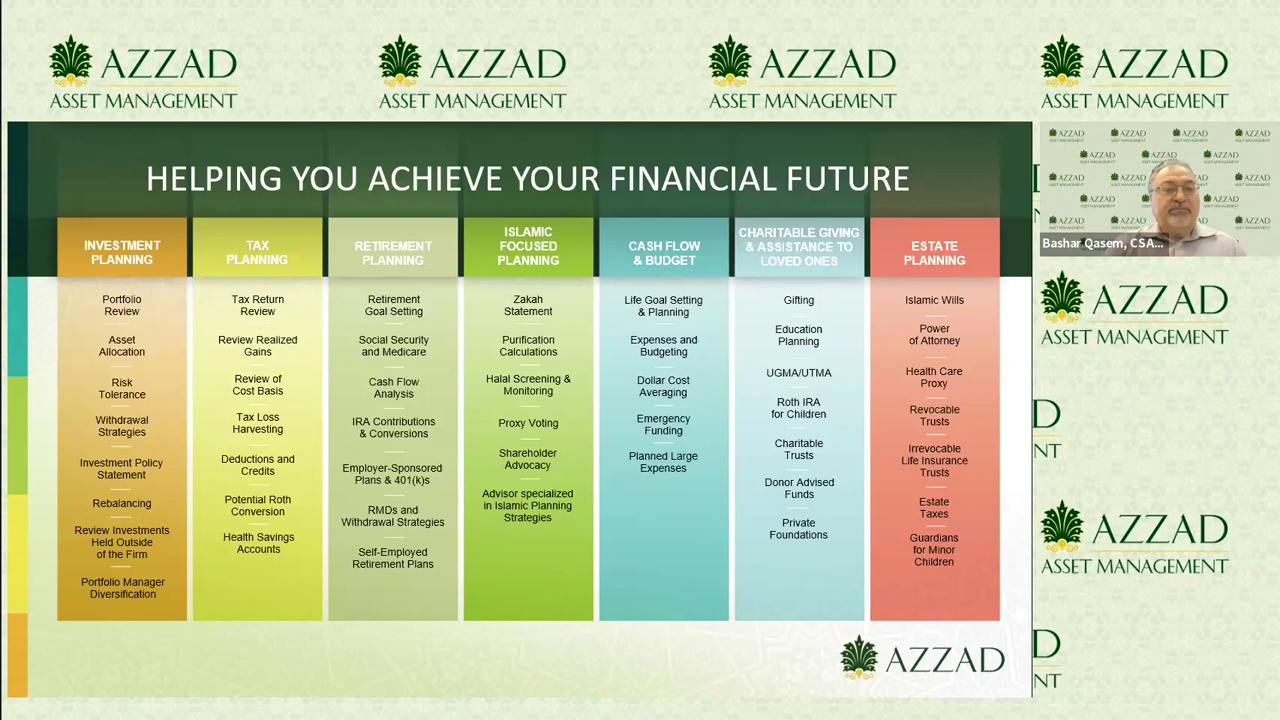 AZZAD
ASSET MANAGEMENT
AZZAD
ASSET MANAGEMENT
AZZAD
ASSET MANAGEMENT
AZZAD
ASSET MANAGEMENT
HELPING YOU ACHIEVE YOUR FINANCIAL FUTURE
INVESTMENT
PLANNING
Portfolio
Review
Asset
Allocation
Risk
Tolerance
Withdrawal
Strategies
Investment Policy
Statement
Rebalancing
Review Investments
Held Outside
of the Firm
Portfolio Manager
Diversification
TAX
PLANNING
Tax Return
Review
Review Realized
Gains
Review of
Cost Basis
Tax Loss
Harvesting
Deductions and
Credits
Potential Roth
Conversion
Health Savings
Accounts
RETIREMENT
PLANNING
Retirement
Goal Setting
Social Security
and Medicare
Cash Flow
Analysis
IRA Contributions
& Conversions
Employer-Sponsored
Plans & 401(k)s
RMDs and
Withdrawal Strategies
Self-Employed
Retirement Plans
ISLAMIC
FOCUSED
PLANNING
Zakah
Statement
Purification
Calculations
Halal Screening &
Monitoring
Proxy Voting
Shareholder
Advocacy
Advisor specialized
in Islamic Planning
Strategies
CASH FLOW
& BUDGET
Life Goal Setting
& Planning
Expenses and
Budgeting
Dollar Cost
Averaging
Emergency
Funding
Planned Large
Expenses
CHARITABLE GIVING
& ASSISTANCE TO
LOVED ONES
Gifting
Education
Planning
UGMA/UTMA
Roth IRA
for Children
Charitable
Trusts
Donor Advised
Funds
Private
Foundations
ESTATE
PLANNING
Islamic Wills
Power
of Attorney
Health Care
Proxy
Revocable
Trusts
Irrevocable
Life Insurance
Trusts
Estate
Taxes
Guardians
for Minor
Children
AZZAD
Bashar Qasem, CSA...
AZZAD
ASSET MANAGEMENT
D
NT
AZZAD
ASSET MANAGEMENT
D
NT